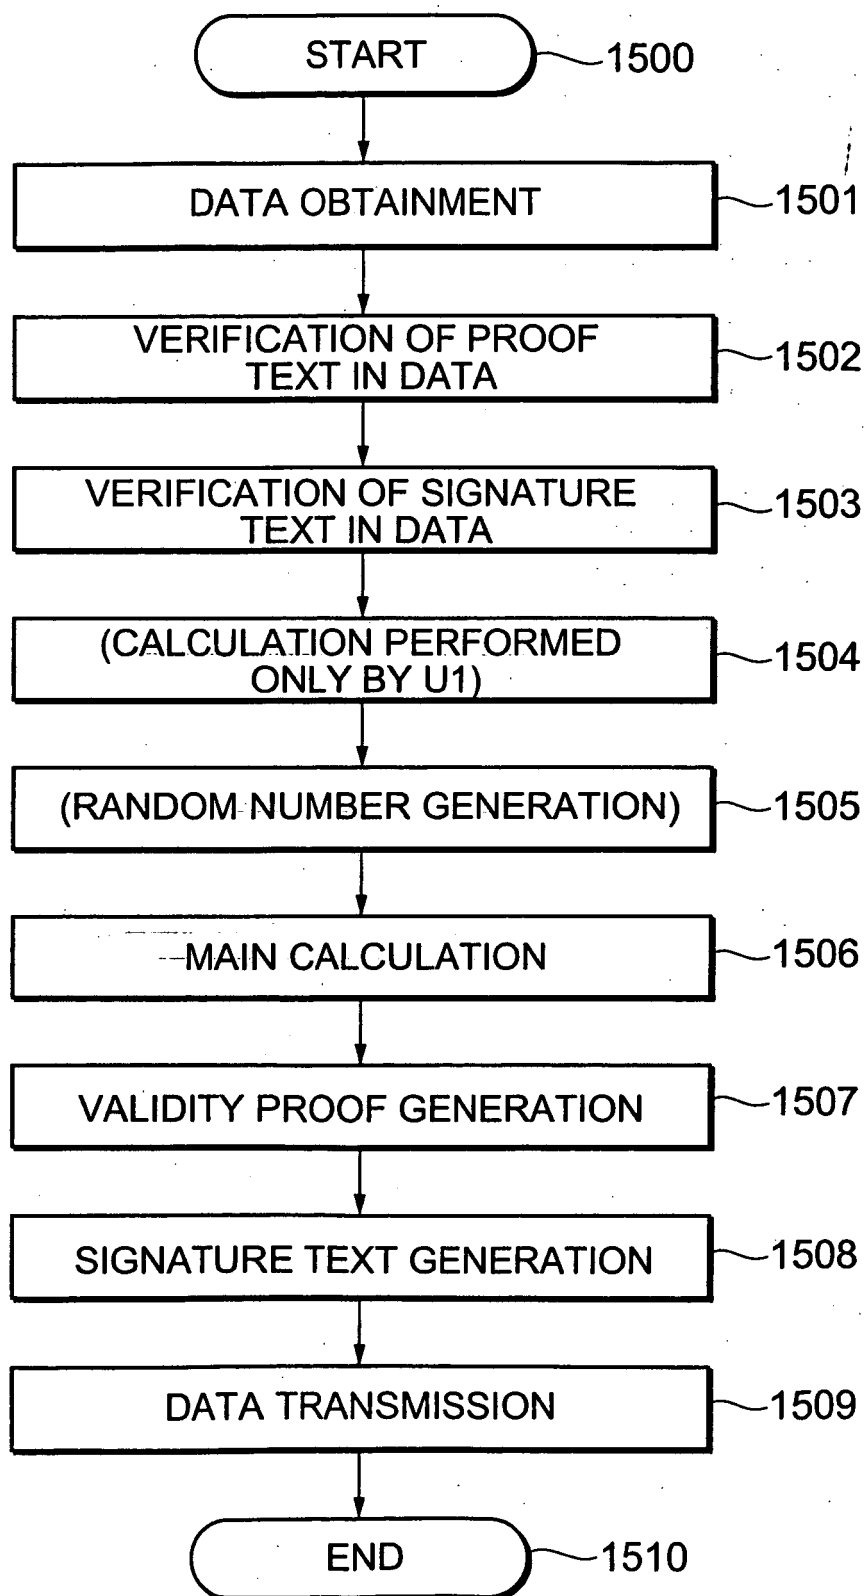 START
1500
DATA OBTAINMENT
1501
VERIFICATION OF PROOF
TEXT IN DATA
1502
VERIFICATION OF SIGNATURE
TEXT IN DATA
1503
(CALCULATION PERFORMED
ONLY BY U1)
1504
(RANDOM NUMBER GENERATION)
1505
MAIN CALCULATION
1506
VALIDITY PROOF GENERATION
1507
SIGNATURE TEXT GENERATION
1508
DATA TRANSMISSION
1509
END
1510